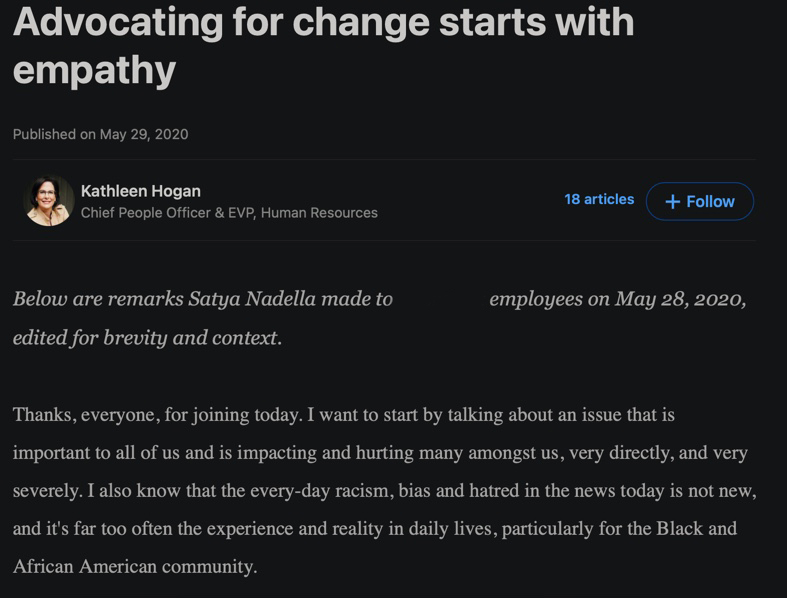 Advocating for change starts with
empathy
Published on May 29, 2020
Kathleen Hogan
Chief People Officer & EVP, Human Resources
18 articles
+ Follow
Below are remarks Satya Nadella made to employees on May 28, 2020,
edited for brevity and context.
Thanks, everyone, for joining today. I want to start by talking about an issue that is
important to all of us and is impacting and hurting many amongst us, very directly, and very
severely. I also know that the every-day racism, bias and hatred in the news today is not new,
and it's far too often the experience and reality in daily lives, particularly for the Black and
African American community.